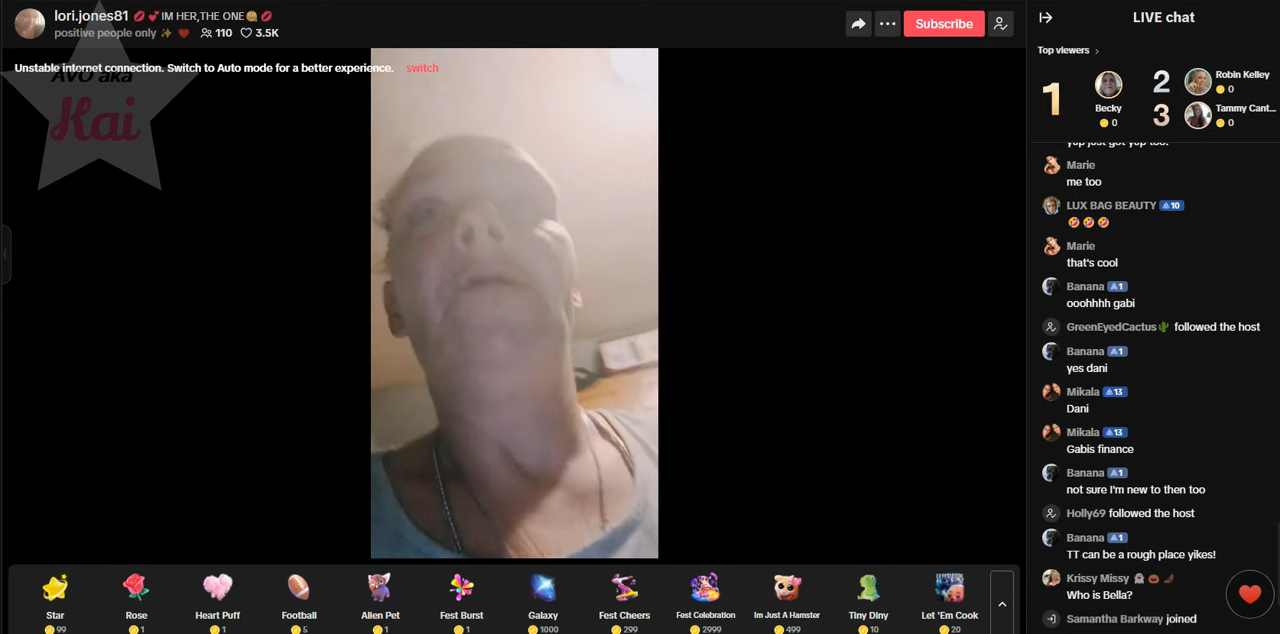 lori.jones81 💋💕IM HER,THE ONE🤐💋
positive people only ✨ ❤️ 110 3.5K
Subscribe
Unstable internet connection. Switch to Auto mode for a better experience. switch
AVO aka
Kai
LIVE chat
Top viewers >
1
Becky
0
2
Robin Kelley
0
3
Tammy Cant...
0
yup just got yup too.
Marie
me too
LUX BAG BEAUTY 10
🤣🤣🤣
Marie
that's cool
Banana 1
ooohhhh gabi
GreenEyedCactus🌵 followed the host
Banana 1
yes dani
Mikala 13
Dani
Mikala 13
Gabis finance
Banana 1
not sure I'm new to then too
Holly69 followed the host
Banana 1
TT can be a rough place yikes!
Krissy Missy 👻 🎃
Who is Bella?
Samantha Barkway joined
Star
99
Rose
1
Heart Puff
1
Football
5
Alien Pet
1
Fest Burst
1
Galaxy
1000
Fest Cheers
299
Fest Celebration
2999
Im Just A Hamstor
499
Tiny Diny
10
Let 'Em Cook
20